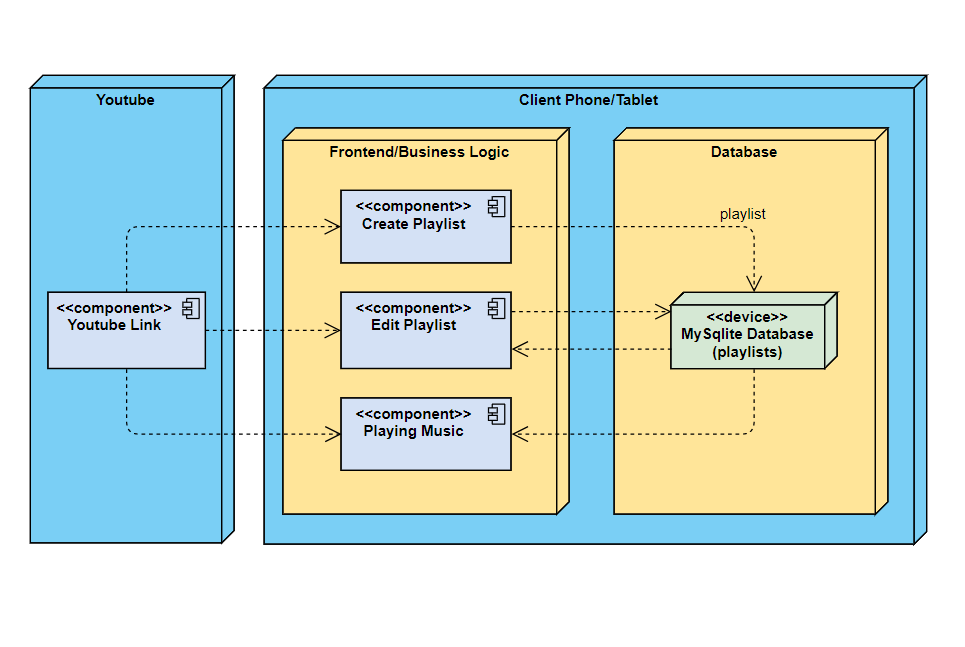 Youtube
Client Phone/Tablet
Frontend/Business Logic
Database
<<component>>
Create Playlist
playlist
<<component>>
Youtube Link
<<component>>
Edit Playlist
<<device>>
MySqlite Database
(playlists)
<<component>>
Playing Music